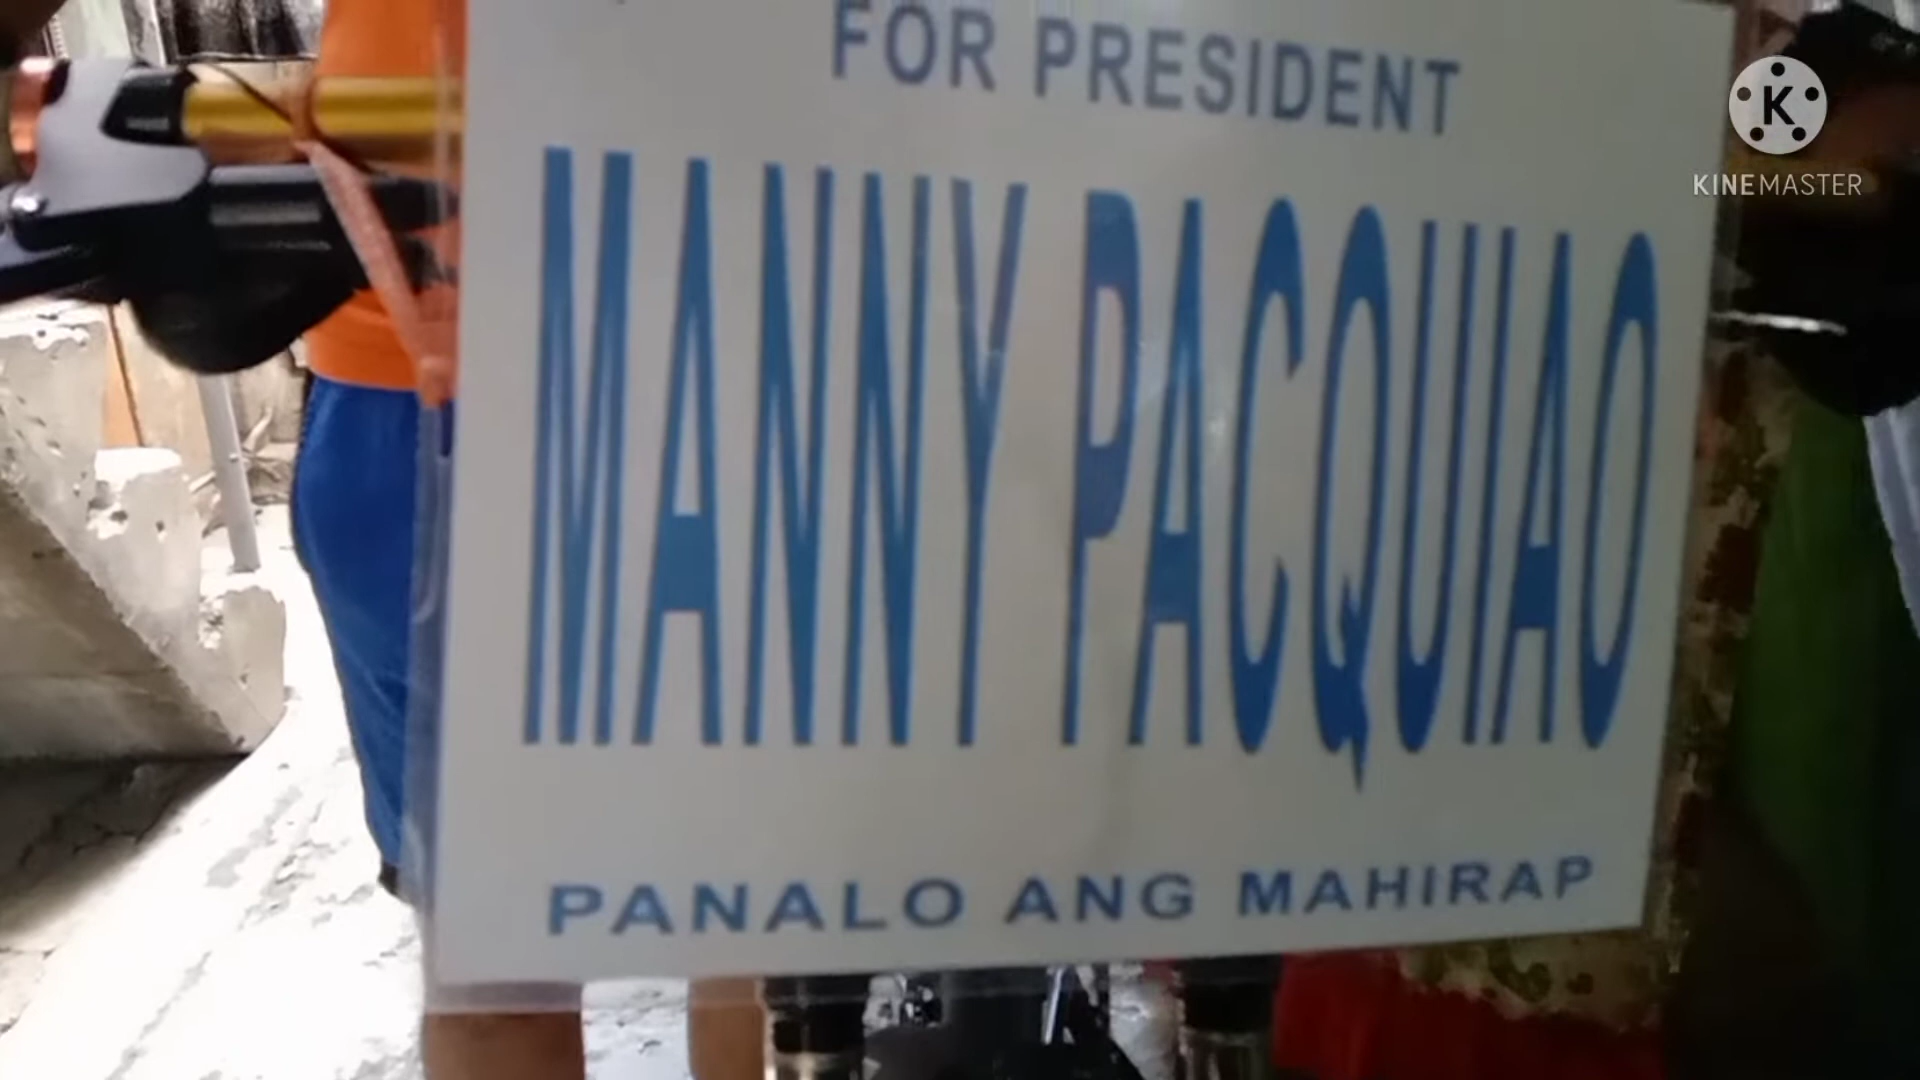 FOR PRESIDENT
MANNY PACQUIAO
PANALO ANG MAHIRAP
K
KINEMASTER